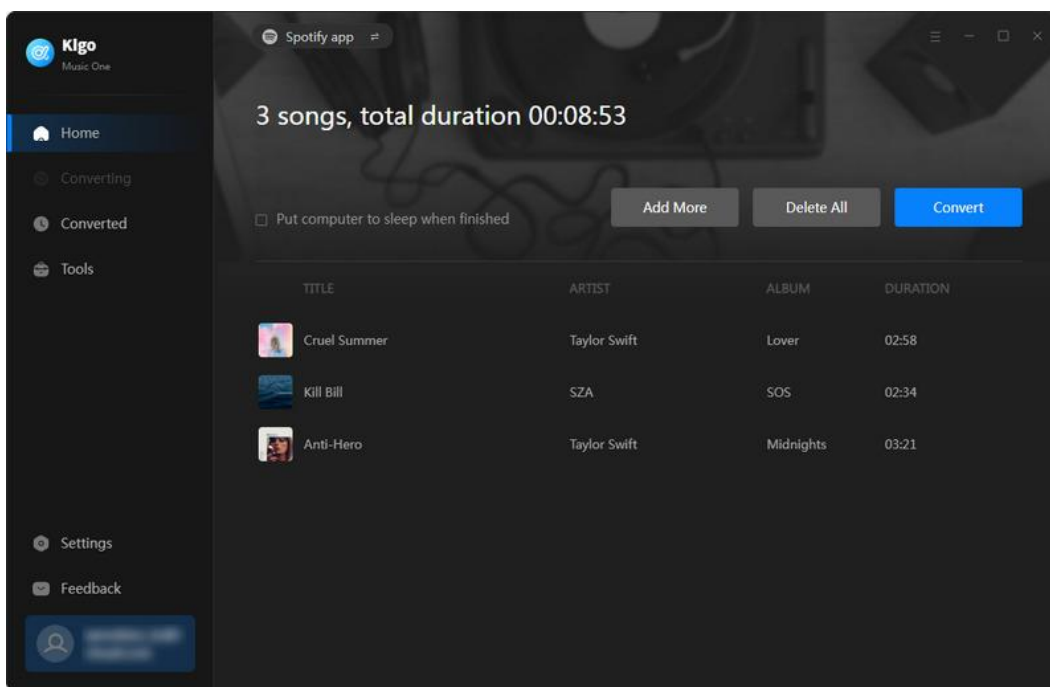 KIgo
Music One
Spotify app
3 songs, total duration 00:08:53
Home
Converting
Converted
Tools
Put computer to sleep when finished
Add More
Delete All
Convert
TITLE ARTIST ALBUM DURATION
Cruel Summer Taylor Swift Lover 02:58
Kill Bill SZA SOS 02:34
Anti-Hero Taylor Swift Midnights 03:21
Settings
Feedback